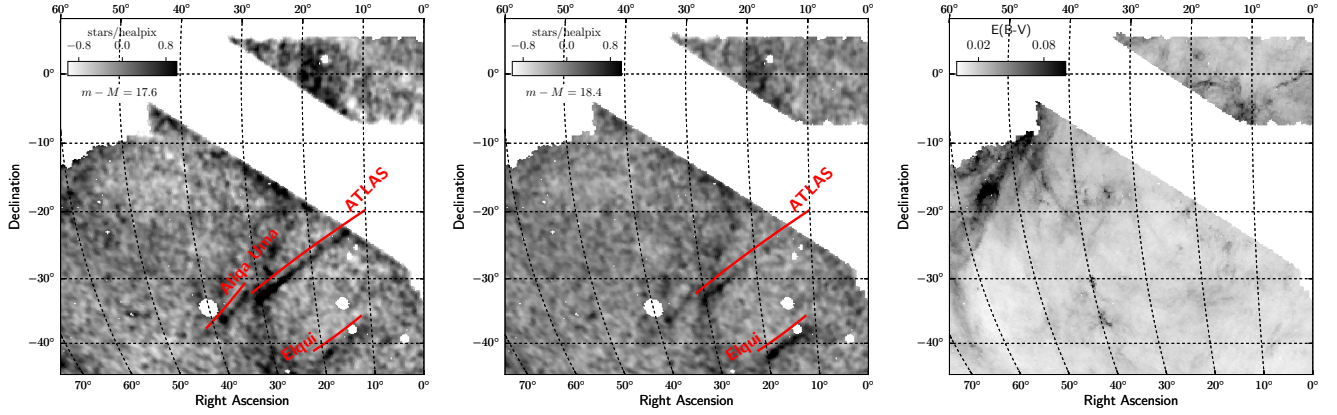 60° 50° 40° 30° 20° 10° 0°
stars/healpix
−0.8 0.0 0.8
m − M = 17.6
0°
−10°
−20°
−30°
−40°
Declination
ATLAS
Aliqa Uma
Elqui
70° 60° 50° 40° 30° 20° 10° 0°
Right Ascension
60° 50° 40° 30° 20° 10° 0°
stars/healpix
−0.8 0.0 0.8
m − M = 18.4
0°
−10°
−20°
−30°
−40°
Declination
ATLAS
Elqui
70° 60° 50° 40° 30° 20° 10° 0°
Right Ascension
60° 50° 40° 30° 20° 10° 0°
E(B-V)
0.02 0.08
0°
−10°
−20°
−30°
−40°
Declination
70° 60° 50° 40° 30° 20° 10° 0°
Right Ascension